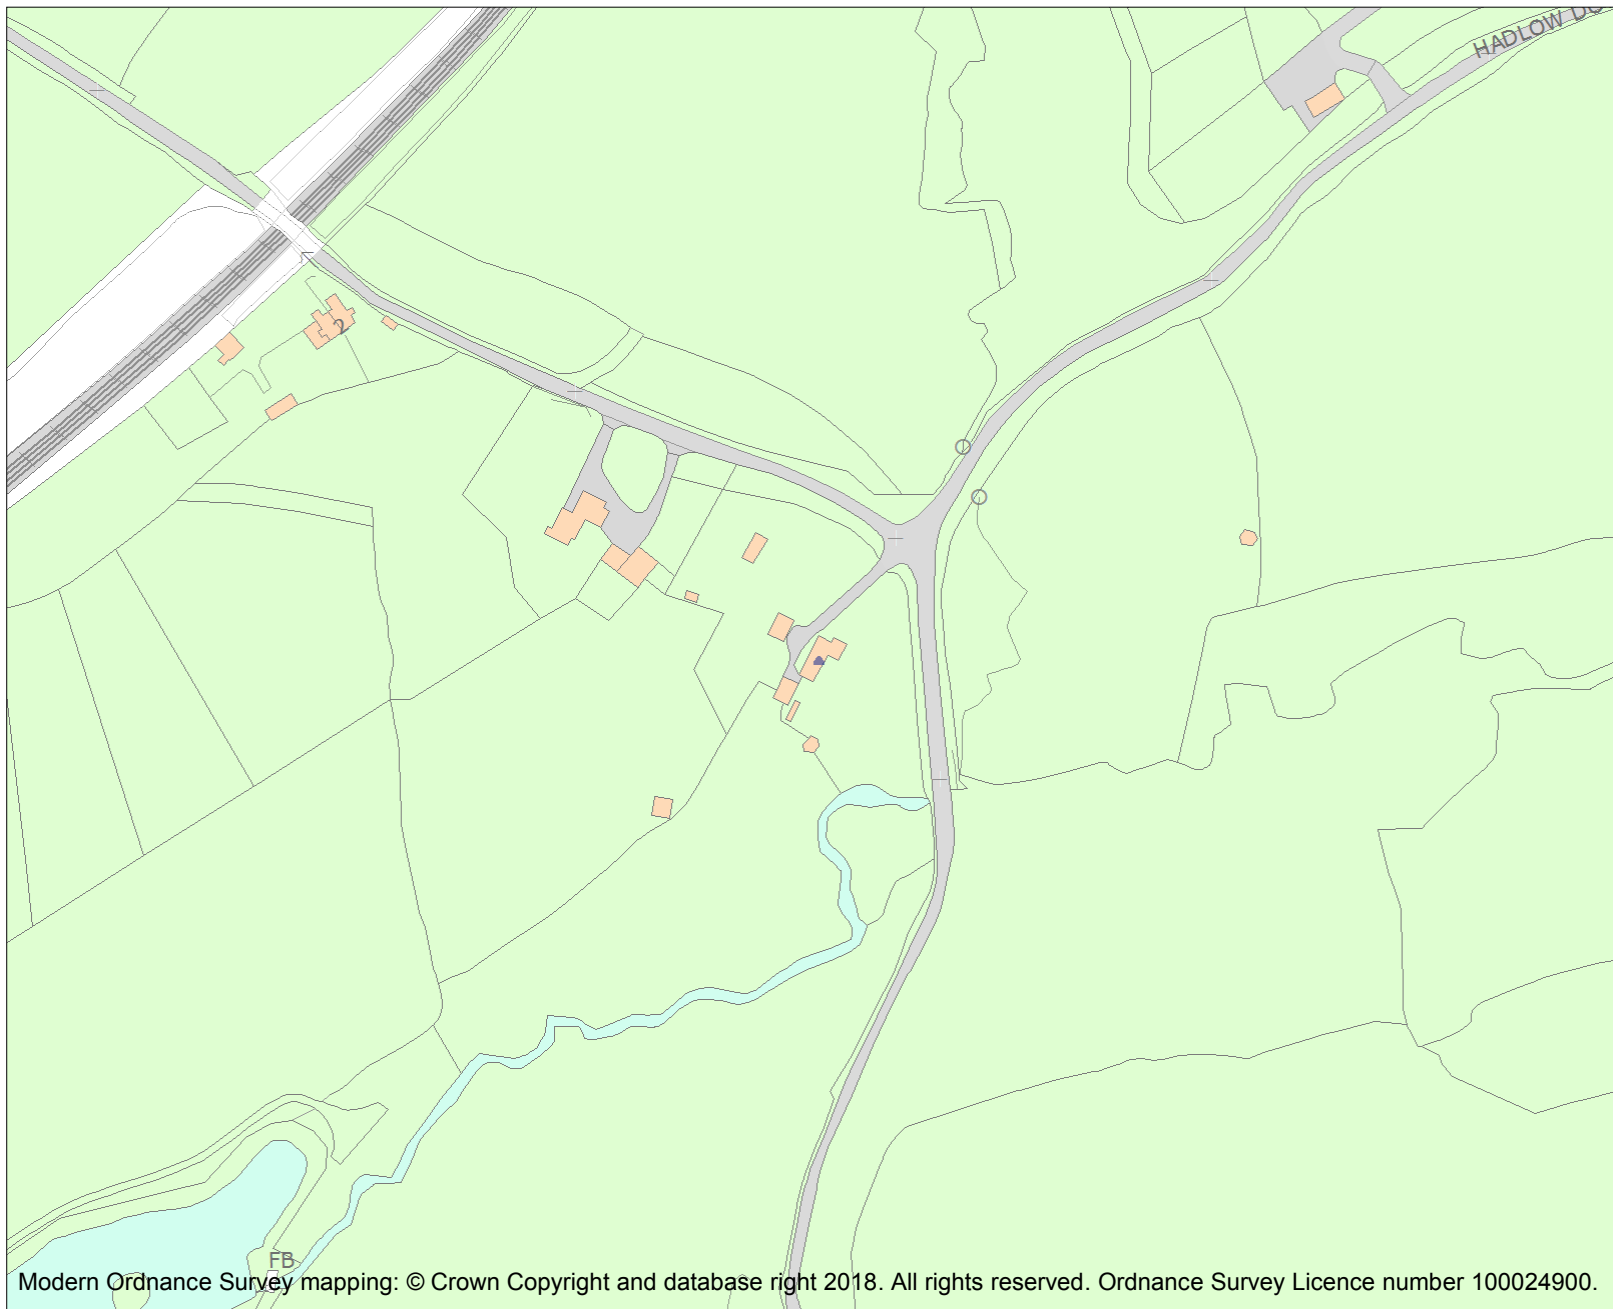 HADLOW DO
2
FB
Modern Ordnance Survey mapping: © Crown Copyright and database right 2018. All rights reserved. Ordnance Survey Licence number 100024900.